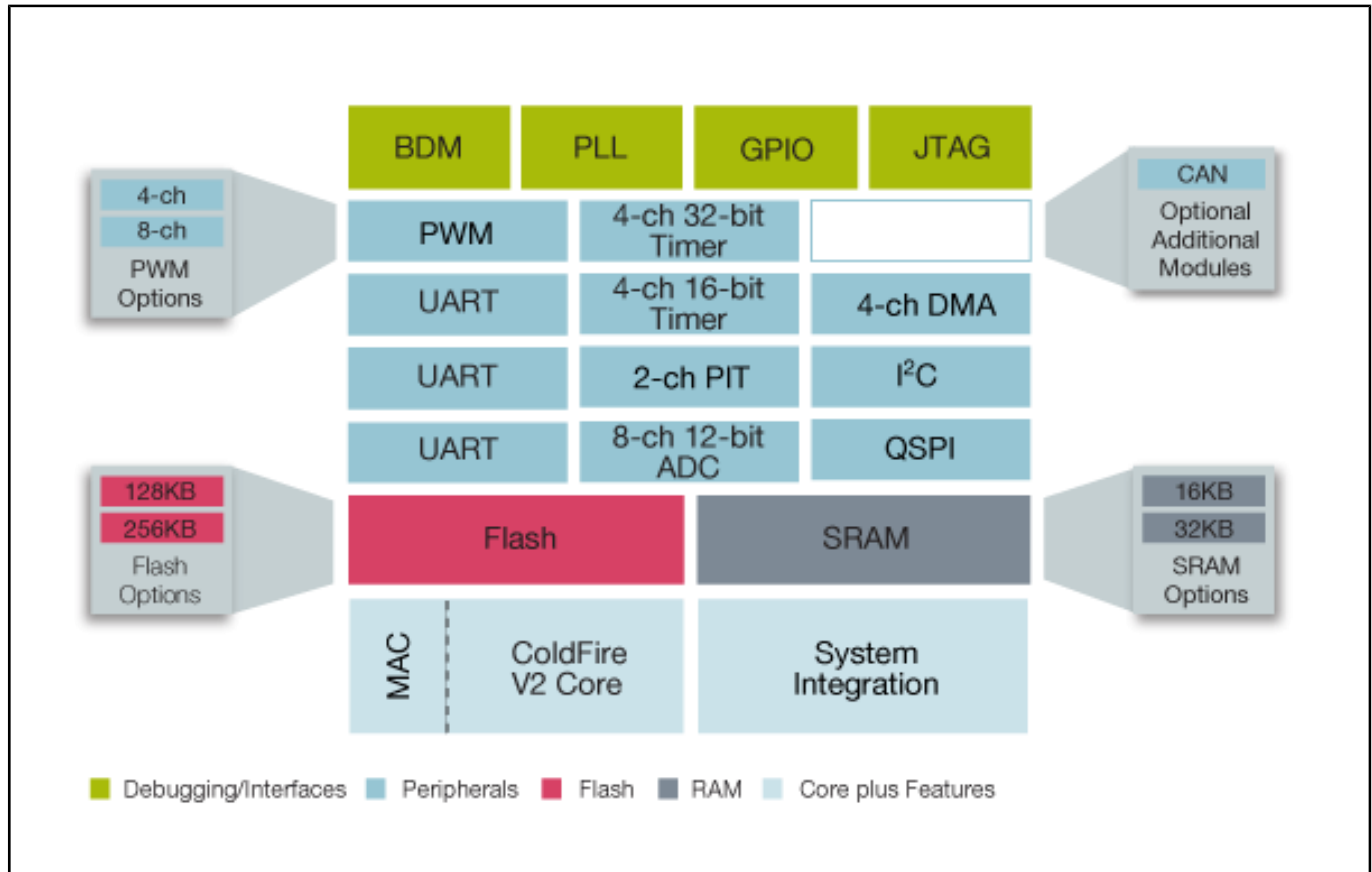 BDM
PLL
GPIO
JTAG
4-ch
8-ch
PWM
Options
PWM
4-ch 32-bit
Timer
CAN
Optional
Additional
Modules
UART
4-ch 16-bit
Timer
4-ch DMA
UART
2-ch PIT
I²C
UART
8-ch 12-bit
ADC
QSPI
128KB
256KB
Flash
Options
Flash
SRAM
16KB
32KB
SRAM
Options
MAC
ColdFire
V2 Core
System
Integration
Debugging/Interfaces
Peripherals
Flash
RAM
Core plus Features